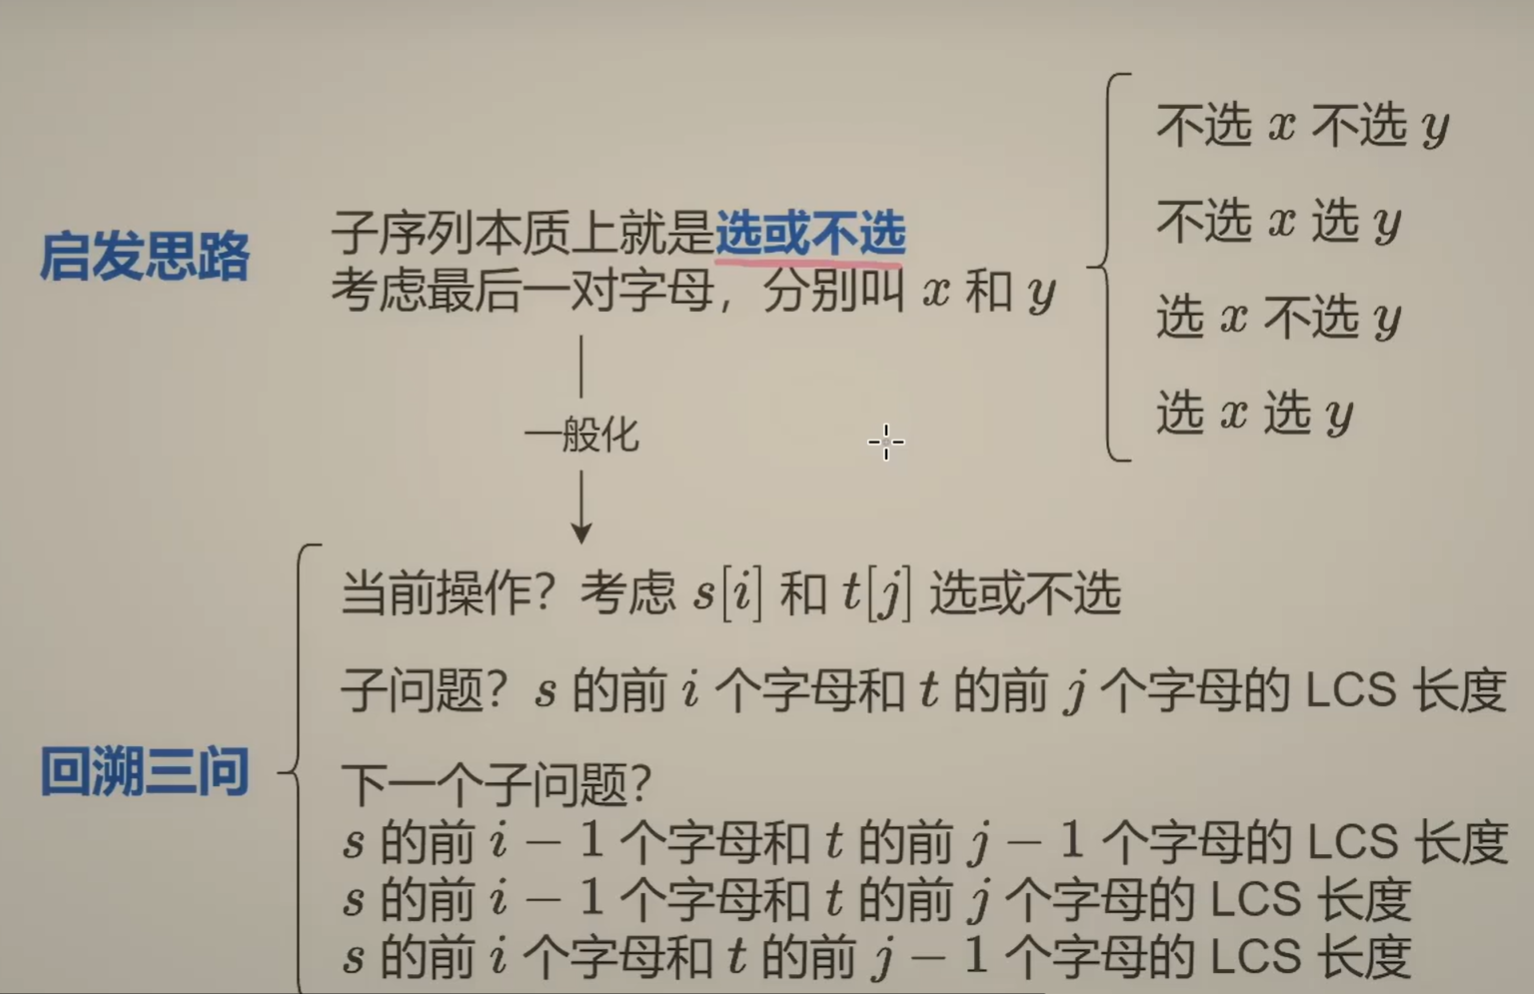 启发思路
子序列本质上就是选或不选
考虑最后一对字母，分别叫 x 和 y
不选 x 不选 y
不选 x 选 y
选 x 不选 y
选 x 选 y
一般化
回溯三问
当前操作？考虑 s[i] 和 t[j] 选或不选
子问题？s 的前 i 个字母和 t 的前 j 个字母的 LCS 长度
下一个子问题？
s 的前 i − 1 个字母和 t 的前 j − 1 个字母的 LCS 长度
s 的前 i − 1 个字母和 t 的前 j 个字母的 LCS 长度
s 的前 i 个字母和 t 的前 j − 1 个字母的 LCS 长度